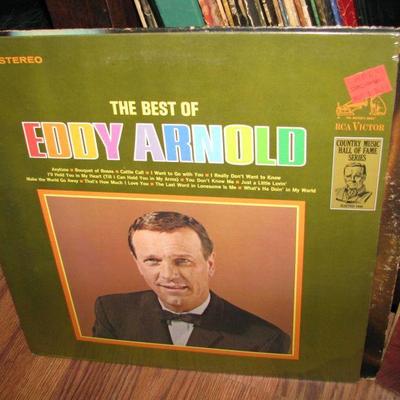 STEREO
THE BEST OF
EDDY ARNOLD
Anytime • Bouquet of Roses • Cattle Call • I Want to Go with You • I Really Don't Want to Know
I'll Hold You in My Heart (Till I Can Hold You in My Arms) • You Don't Know Me • Just a Little Lovin'
Make the World Go Away • That's How Much I Love You • The Last Word in Lonesome Is Me • What's He Doin' in My World
RCA VICTOR
COUNTRY MUSIC
HALL OF FAME
SERIES